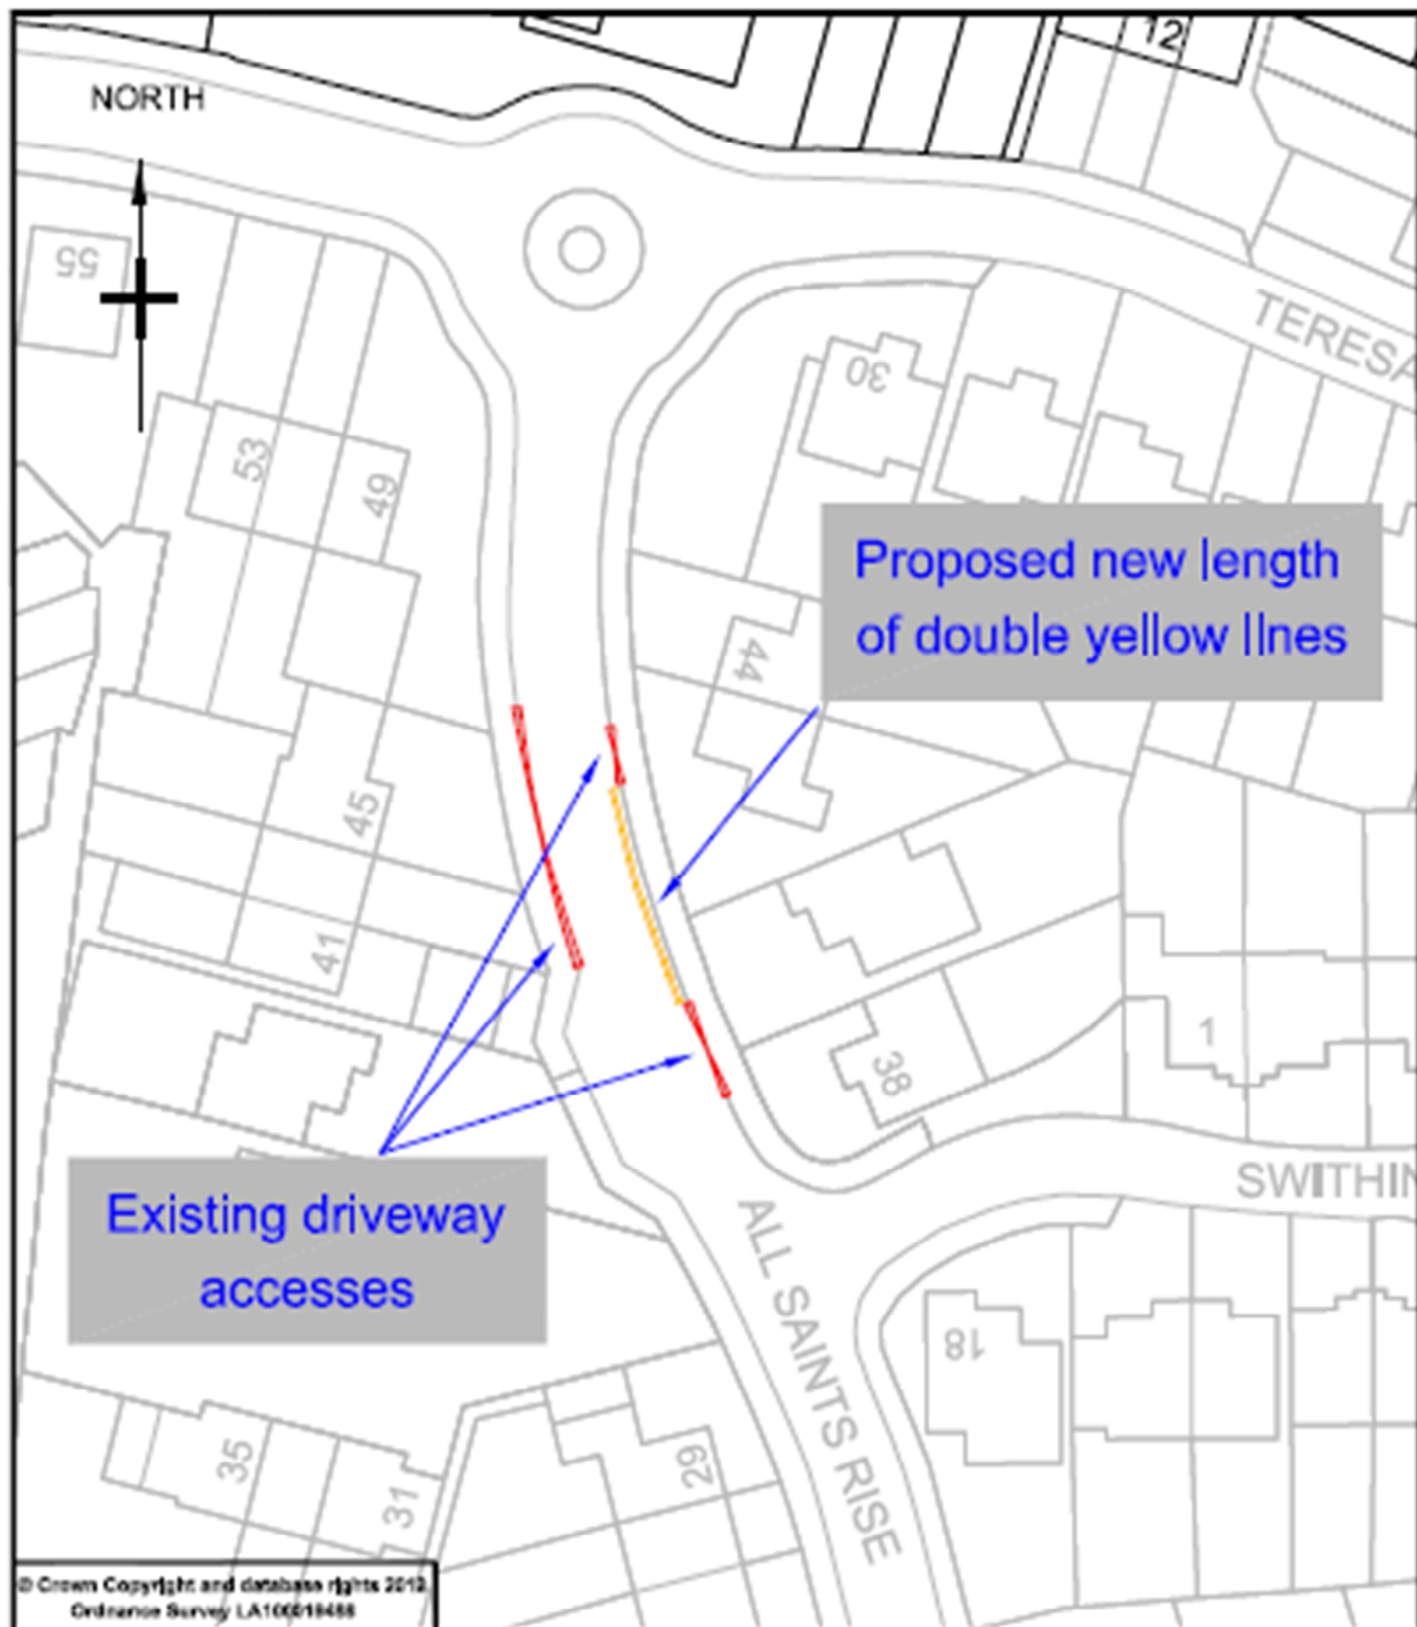 12
NORTH
55
TERESA
30
53
49
Proposed new length
of double yellow lines
44
45
41
1
38
SWITHIN
Existing driveway
accesses
ALL SAINTS RISE
18
35
29
31
© Crown Copyright and database rights 2012.
Ordnance Survey LA100019488